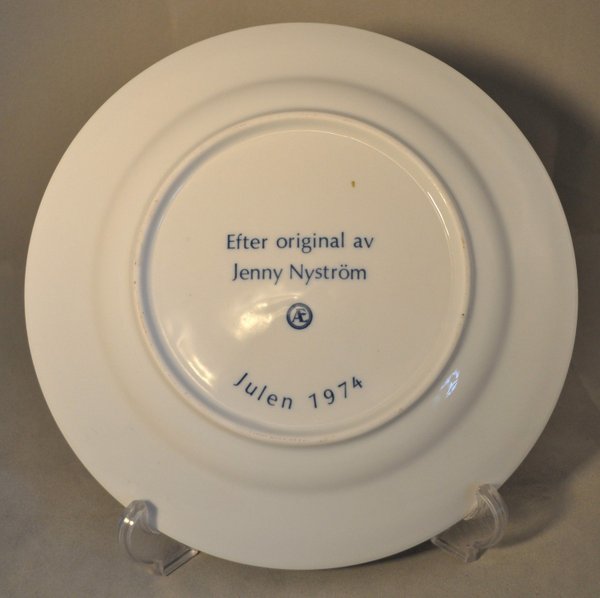 Efter original av
Jenny Nyström
Æ
Julen 1974